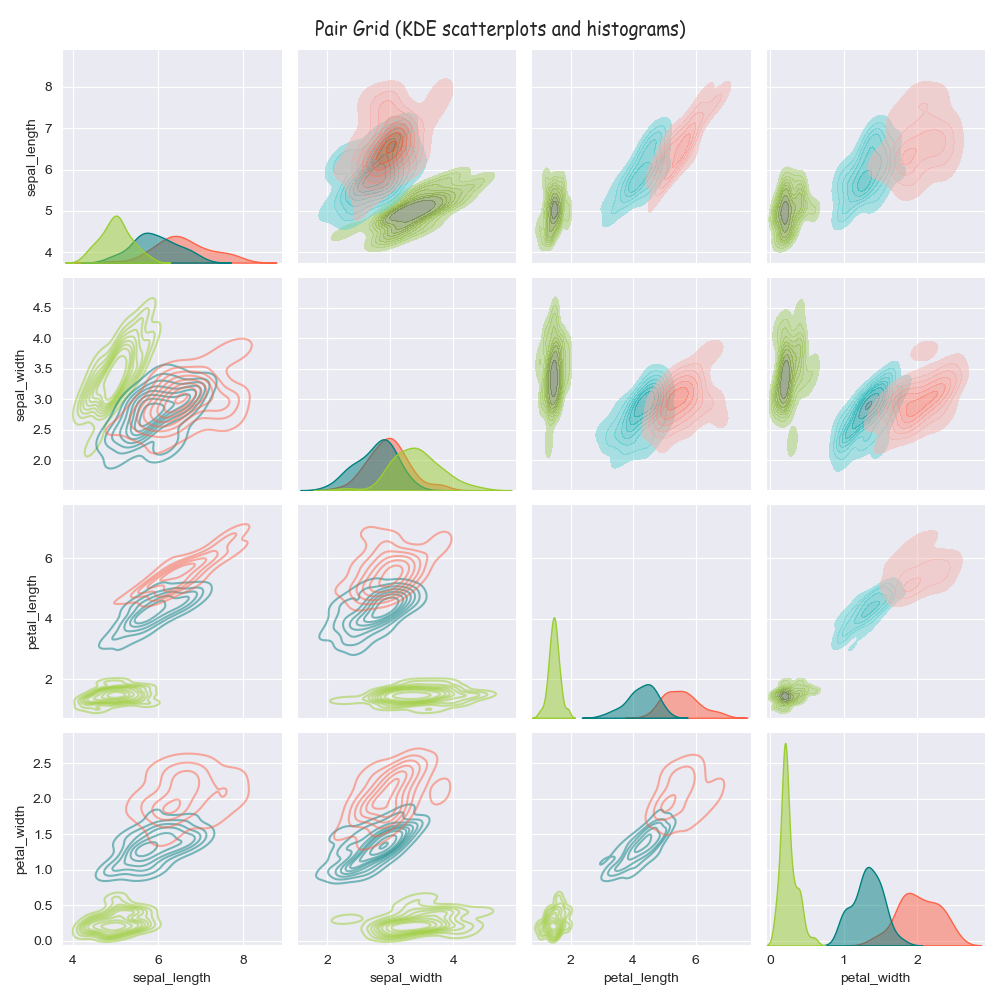 Pair Grid (KDE scatterplots and histograms)
sepal_length
8
7
6
5
4
sepal_width
4.5
4.0
3.5
3.0
2.5
2.0
petal_length
6
4
2
petal_width
2.5
2.0
1.5
1.0
0.5
0.0
4 6 8 2 3 4 2 4 6 0 1 2
sepal_length sepal_width petal_length petal_width